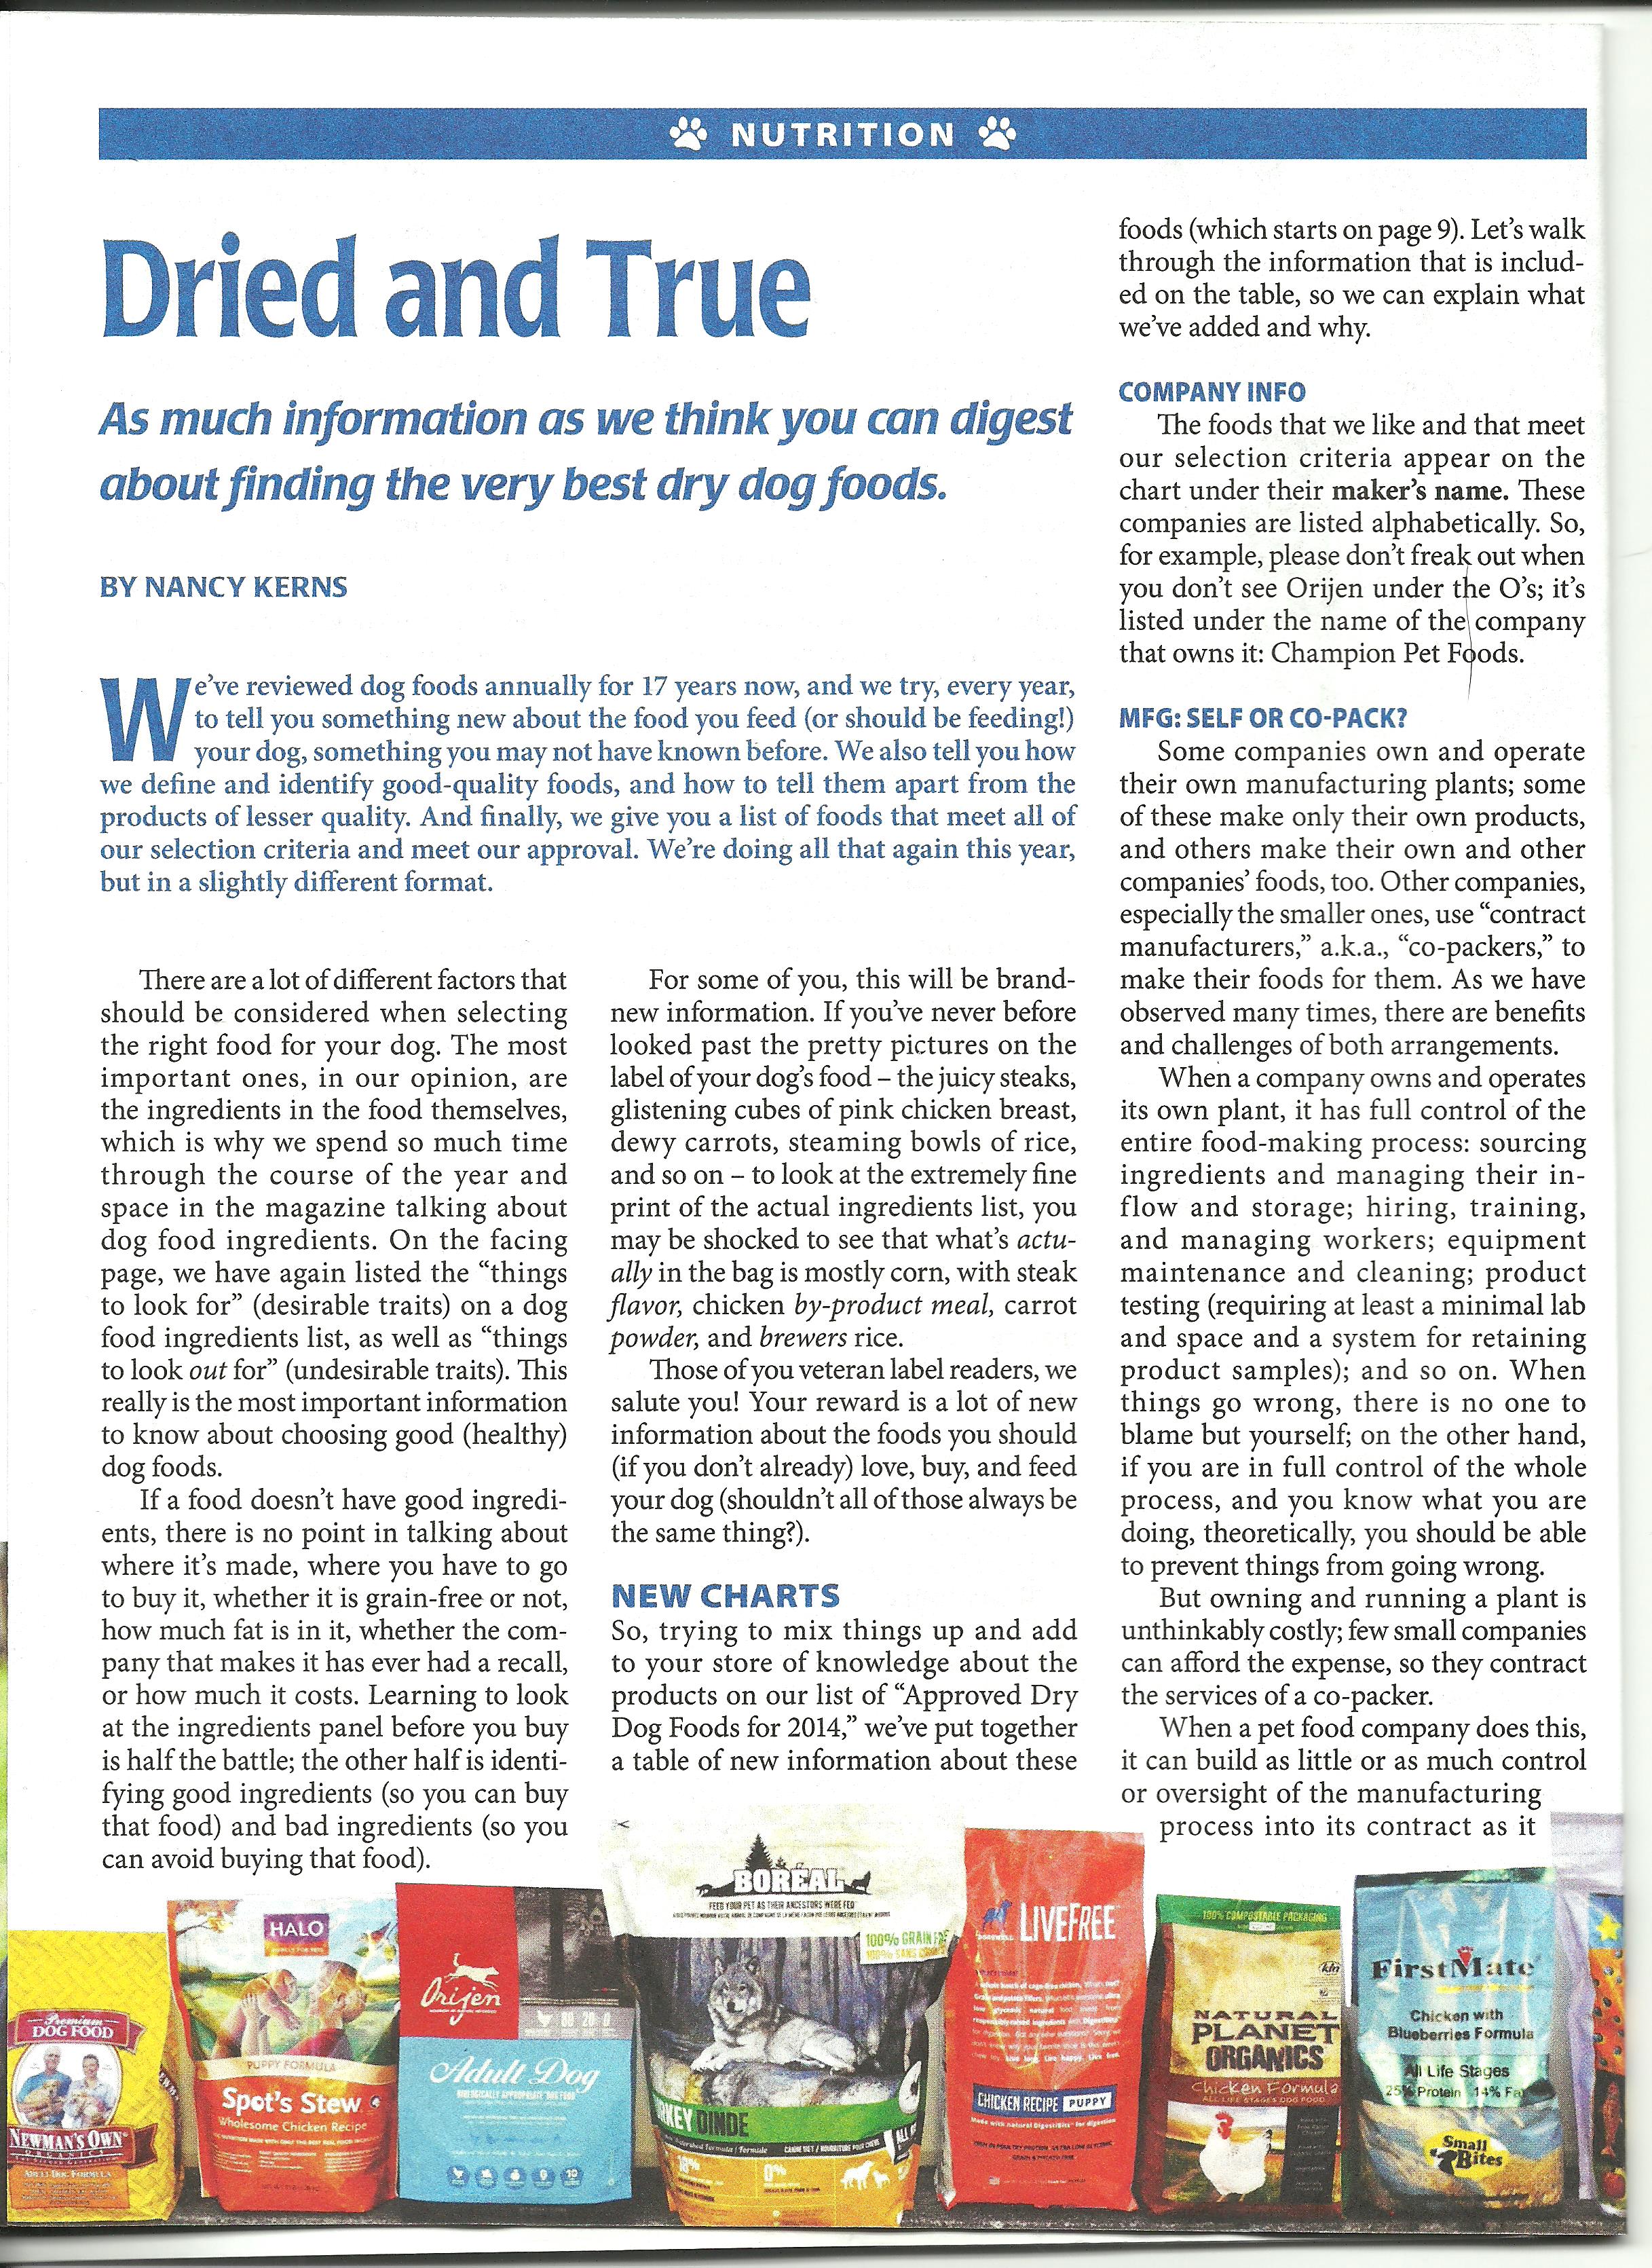 NUTRITION
Dried and True
As much information as we think you can digest
about finding the very best dry dog foods.
BY NANCY KERNS
We've reviewed dog foods annually for 17 years now, and we try, every year,
to tell you something new about the food you feed (or should be feeding!)
your dog, something you may not have known before. We also tell you how
we define and identify good-quality foods, and how to tell them apart from the
products of lesser quality. And finally, we give you a list of foods that meet all of
our selection criteria and meet our approval. We're doing all that again this year,
but in a slightly different format.
There are a lot of different factors that
should be considered when selecting
the right food for your dog. The most
important ones, in our opinion, are
the ingredients in the food themselves,
which is why we spend so much time
through the course of the year and
space in the magazine talking about
dog food ingredients. On the facing
page, we have again listed the “things
to look for” (desirable traits) on a dog
food ingredients list, as well as “things
to look out for” (undesirable traits). This
really is the most important information
to know about choosing good (healthy)
dog foods.
If a food doesn't have good ingredi-
ents, there is no point in talking about
where it's made, where you have to go
to buy it, whether it is grain-free or not,
how much fat is in it, whether the com-
pany that makes it has ever had a recall,
or how much it costs. Learning to look
at the ingredients panel before you buy
is half the battle; the other half is identi-
fying good ingredients (so you can buy
that food) and bad ingredients (so you
can avoid buying that food).
For some of you, this will be brand-
new information. If you've never before
looked past the pretty pictures on the
label of your dog's food – the juicy steaks,
glistening cubes of pink chicken breast,
dewy carrots, steaming bowls of rice,
and so on – to look at the extremely fine
print of the actual ingredients list, you
may be shocked to see that what's actu-
ally in the bag is mostly corn, with steak
flavor, chicken by-product meal, carrot
powder, and brewers rice.
Those of you veteran label readers, we
salute you! Your reward is a lot of new
information about the foods you should
(if you don't already) love, buy, and feed
your dog (shouldn't all of those always be
the same thing?).
NEW CHARTS
So, trying to mix things up and add
to your store of knowledge about the
products on our list of “Approved Dry
Dog Foods for 2014,” we've put together
a table of new information about these
foods (which starts on page 9). Let's walk
through the information that is includ-
ed on the table, so we can explain what
we've added and why.
COMPANY INFO
The foods that we like and that meet
our selection criteria appear on the
chart under their maker's name. These
companies are listed alphabetically. So,
for example, please don't freak out when
you don't see Orijen under the O's; it's
listed under the name of the company
that owns it: Champion Pet Foods.
MFG: SELF OR CO-PACK?
Some companies own and operate
their own manufacturing plants; some
of these make only their own products,
and others make their own and other
companies' foods, too. Other companies,
especially the smaller ones, use “contract
manufacturers,” a.k.a., “co-packers,” to
make their foods for them. As we have
observed many times, there are benefits
and challenges of both arrangements.
When a company owns and operates
its own plant, it has full control of the
entire food-making process: sourcing
ingredients and managing their in-
flow and storage; hiring, training,
and managing workers; equipment
maintenance and cleaning; product
testing (requiring at least a minimal lab
and space and a system for retaining
product samples); and so on. When
things go wrong, there is no one to
blame but yourself; on the other hand,
if you are in full control of the whole
process, and you know what you are
doing, theoretically, you should be able
to prevent things from going wrong.
But owning and running a plant is
unthinkably costly; few small companies
can afford the expense, so they contract
the services of a co-packer.
When a pet food company does this,
it can build as little or as much control
or oversight of the manufacturing
process into its contract as it
Premium
DOG FOOD
NEWMAN'S OWN
ORGANICS
ADULT DOG FORMULA
HALO
PUPPY FORMULA
Spot's Stew
Wholesome Chicken Recipe
Orijen
80 20 0
Adult Dog
BIOLOGICALLY APPROPRIATE DOG FOOD
BOREAL
FEED YOUR PET AS THEIR ANCESTORS WERE FED
100% GRAIN FREE
100% SANS GRAINS
RKEY DINDE
0%
LIVEFREE
CHICKEN RECIPE PUPPY
Made with natural DigestBits for digestion
100% COMPOSTABLE PACKAGING
NATURAL
PLANET
ORGANICS
Chicken Formula
ALL LIFE STAGES DOG FOOD
FirstMate
Chicken with
Blueberries Formula
All Life Stages
25% Protein 14% Fat
Small
Bites